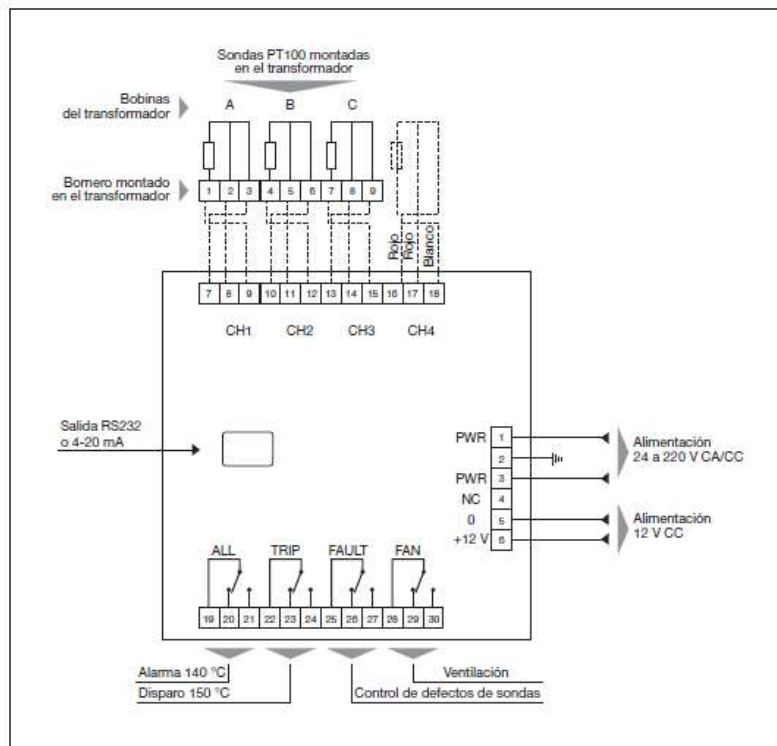 Sondas PT100 montadas
en el transformador
Bobinas
del transformador
A B C
Bornero montado
en el transformador
1 2 3 4 5 6 7 8 9
Rojo
Rojo
Blanco
7 8 9 10 11 12 13 14 15 16 17 18
CH1 CH2 CH3 CH4
Salida RS232
o 4-20 mA
PWR 1
2
PWR 3
NC 4
0 5
+12 V 6
Alimentación
24 a 220 V CA/CC
Alimentación
12 V CC
ALL TRIP FAULT FAN
19 20 21 22 23 24 25 26 27 28 29 30
Alarma 140 °C
Ventilación
Disparo 150 °C
Control de defectos de sondas